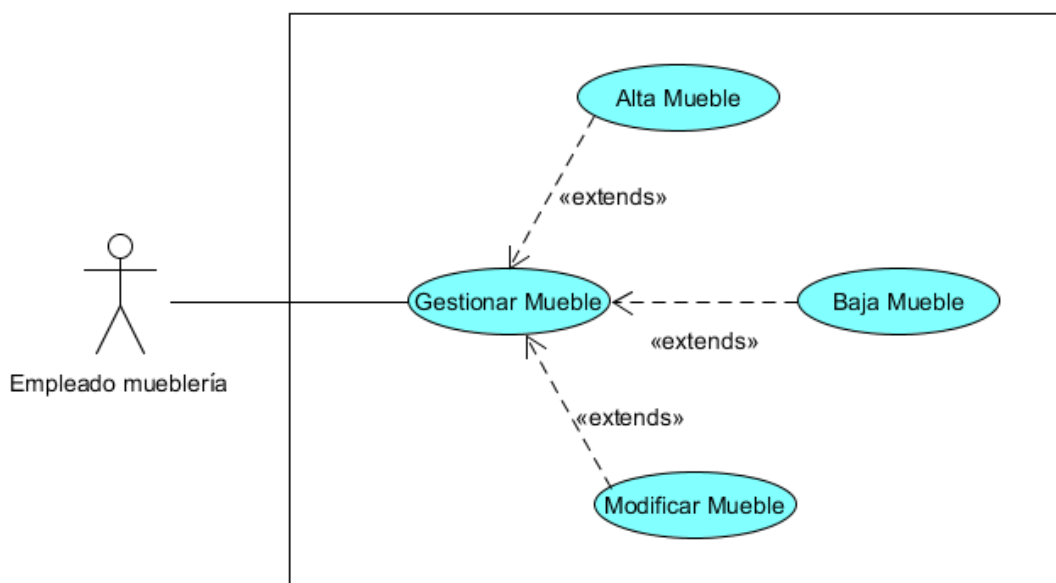 Alta Mueble
«extends»
Gestionar Mueble
Baja Mueble
«extends»
Empleado mueblería
«extends»
Modificar Mueble